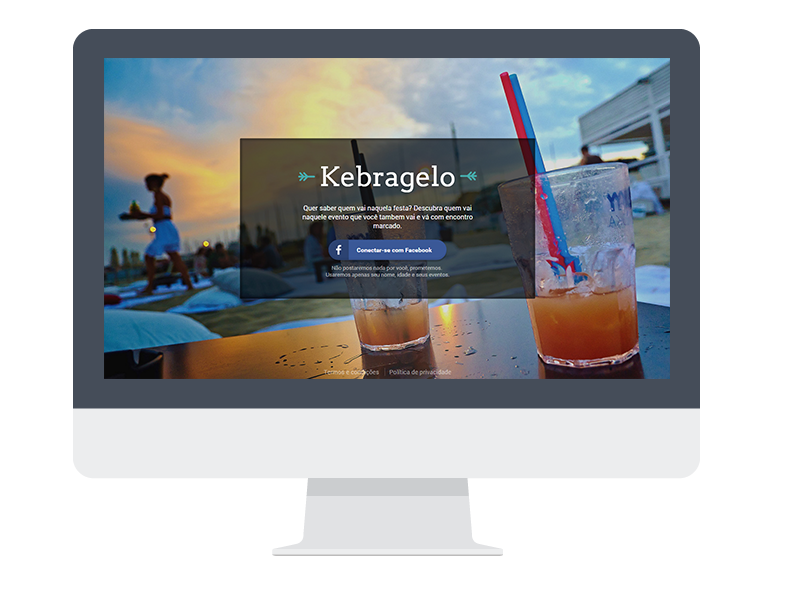 Kebragelo
Quer saber quem vai naquela festa? Descubra quem vai
naquele evento que você tambem vai e vá com encontro
marcado.
f Conectar-se com Facebook
Não postaremos nada por você, prometemos.
Usaremos apenas seu nome, idade e seus eventos.
Termos e condições | Política de privacidade